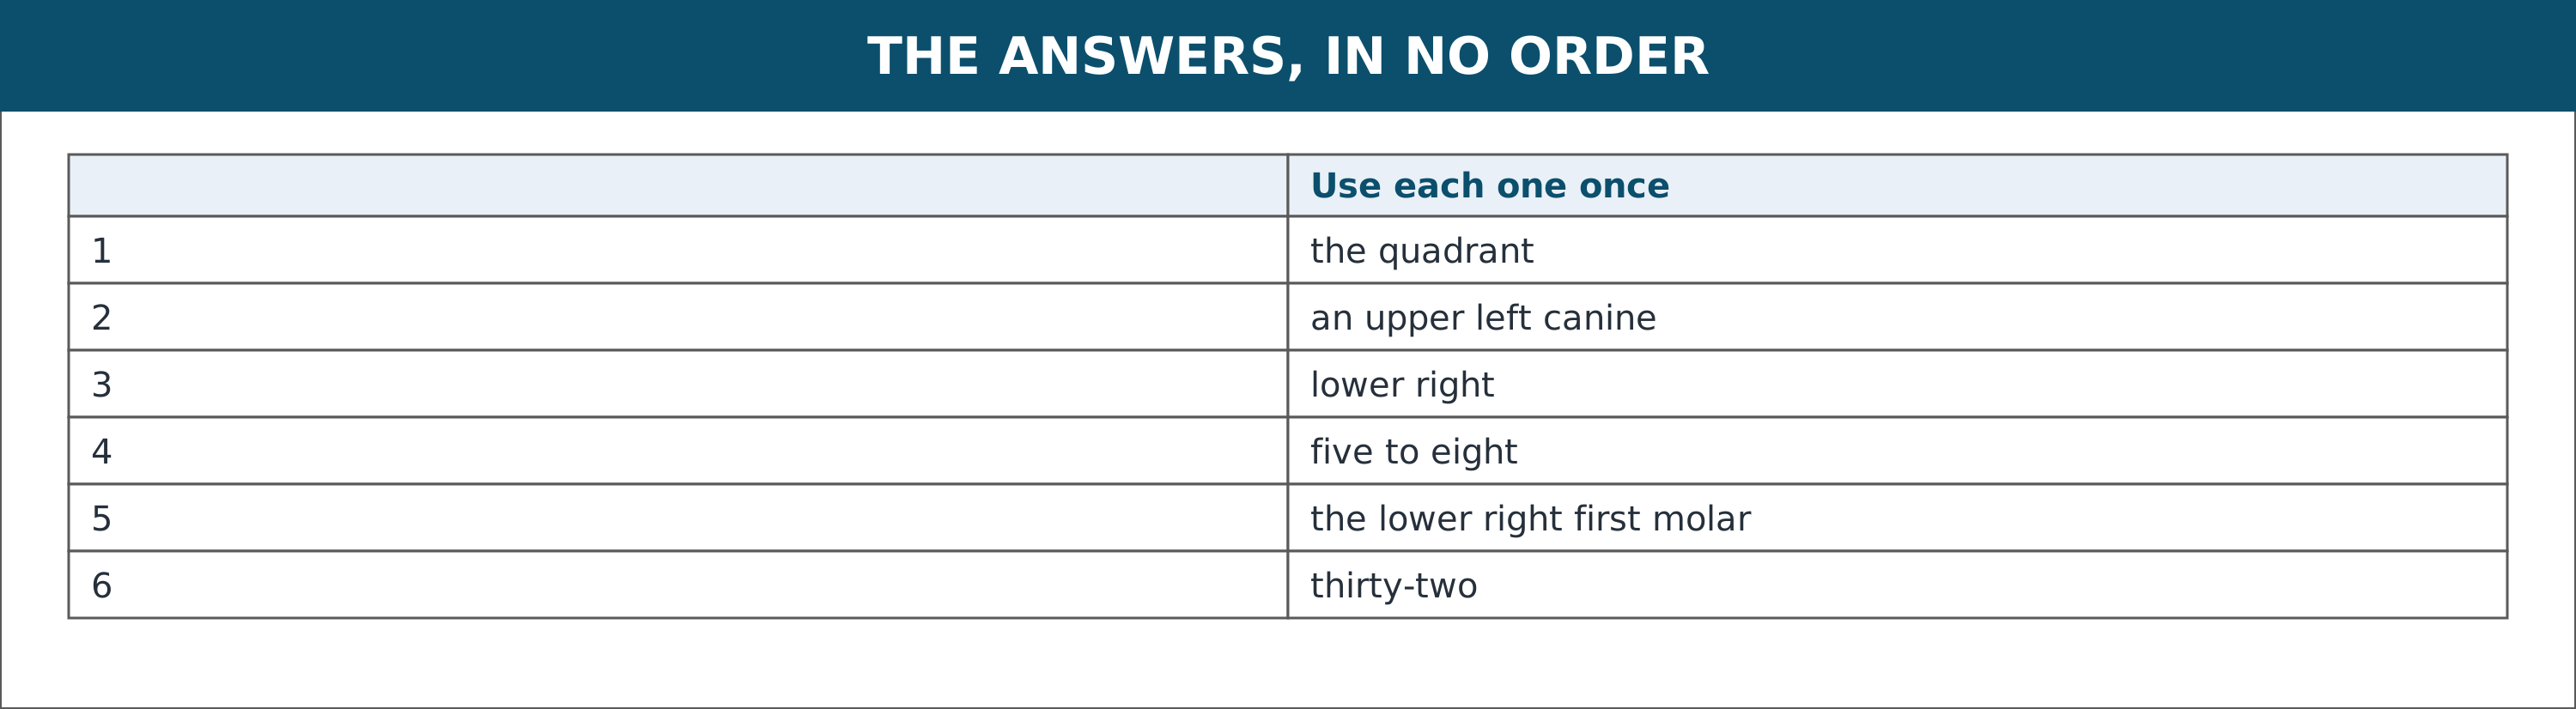 THE ANSWERS, IN NO ORDER
Use each one once
1 the quadrant
2 an upper left canine
3 lower right
4 five to eight
5 the lower right first molar
6 thirty-two